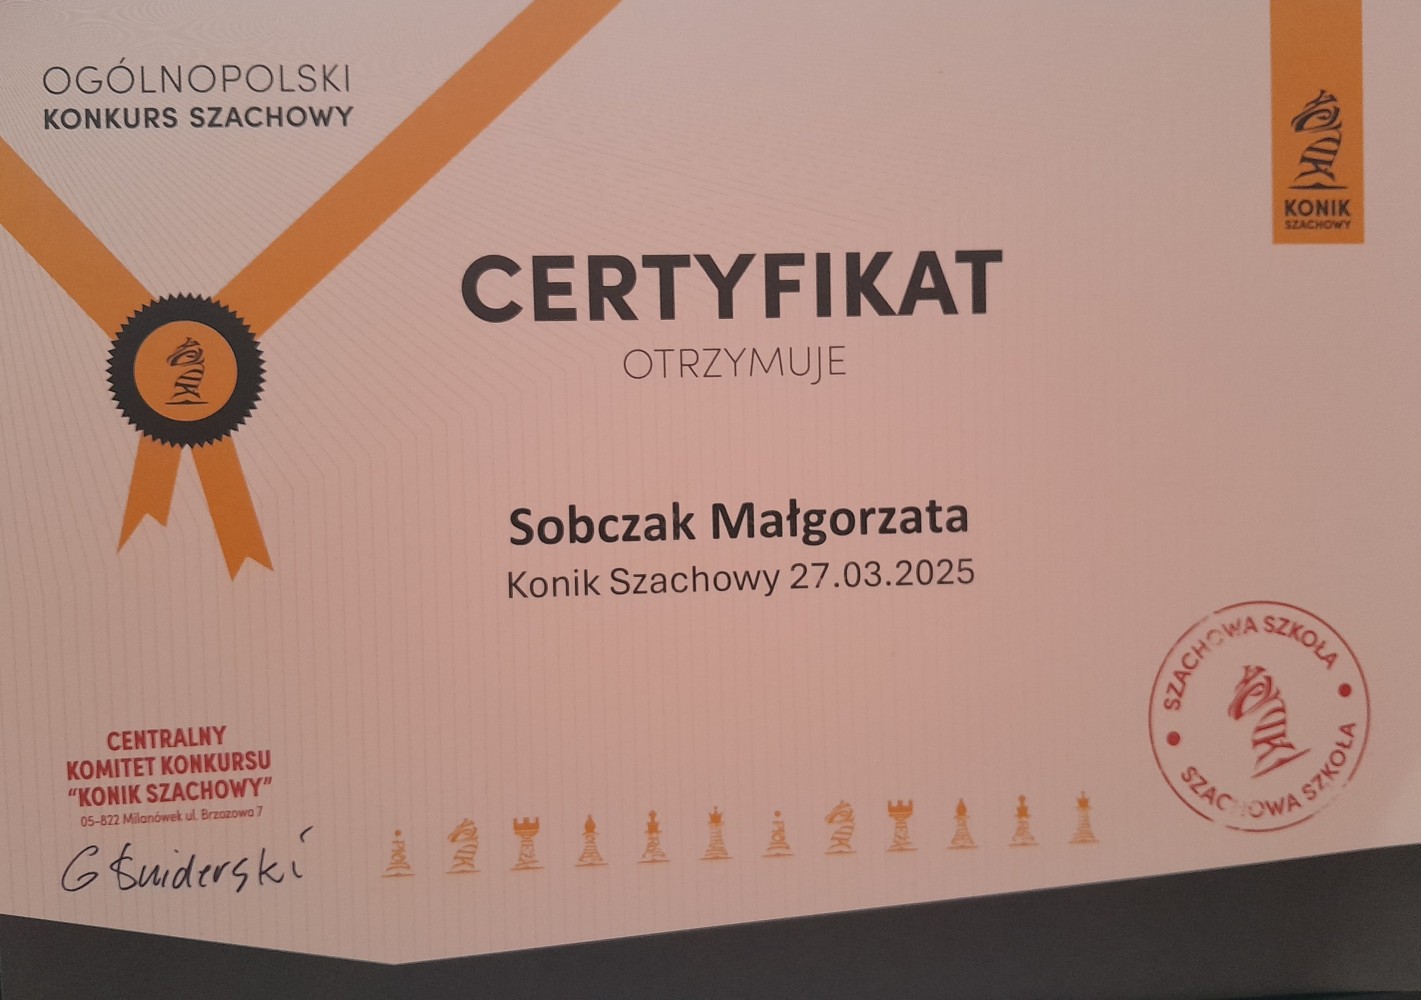 OGÓLNOPOLSKI
KONKURS SZACHOWY
KONIK
SZACHOWY
CERTYFIKAT
OTRZYMUJE
Sobczak Małgorzata
Konik Szachowy 27.03.2025
SZACHOWA SZKOŁA
SZACHOWA SZKOŁA
CENTRALNY
KOMITET KONKURSU
"KONIK SZACHOWY"
05-822 Milanówek ul. Brzozowa 7
G Świderski